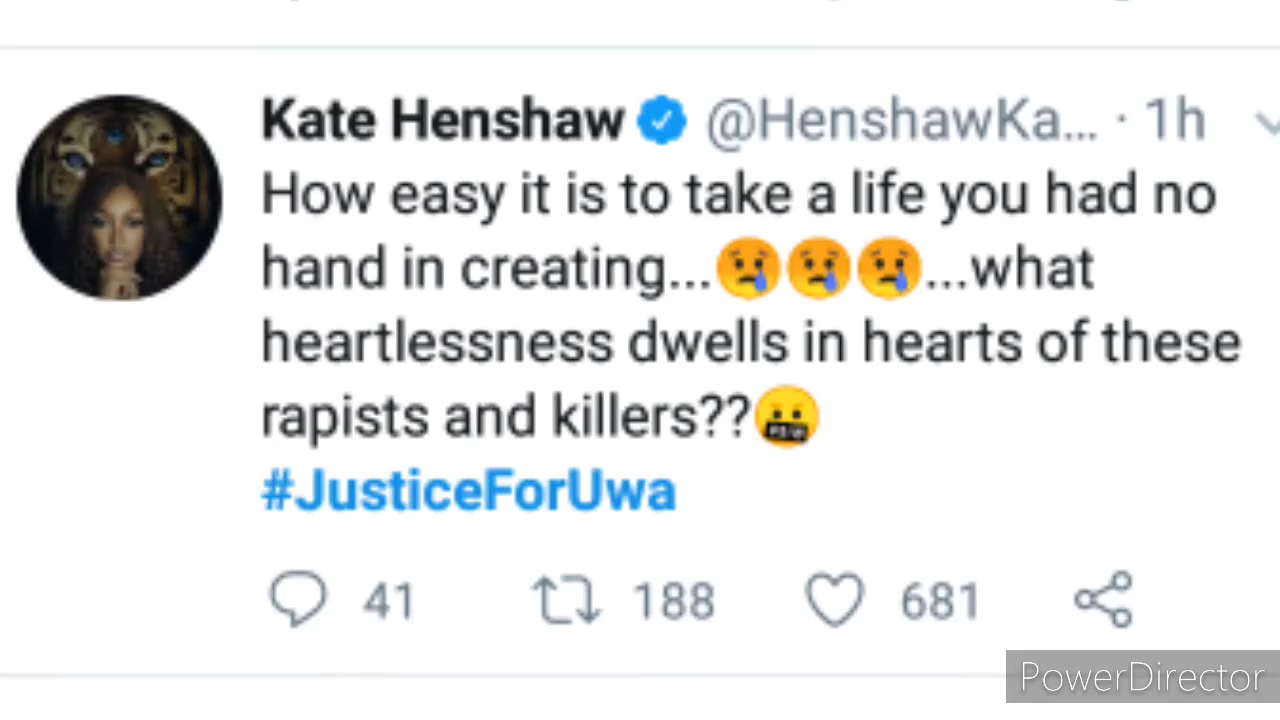 Kate Henshaw @HenshawKa... · 1h
How easy it is to take a life you had no
hand in creating...😢😢😢...what
heartlessness dwells in hearts of these
rapists and killers??🤬
#JusticeForUwa
41 188 681
PowerDirector